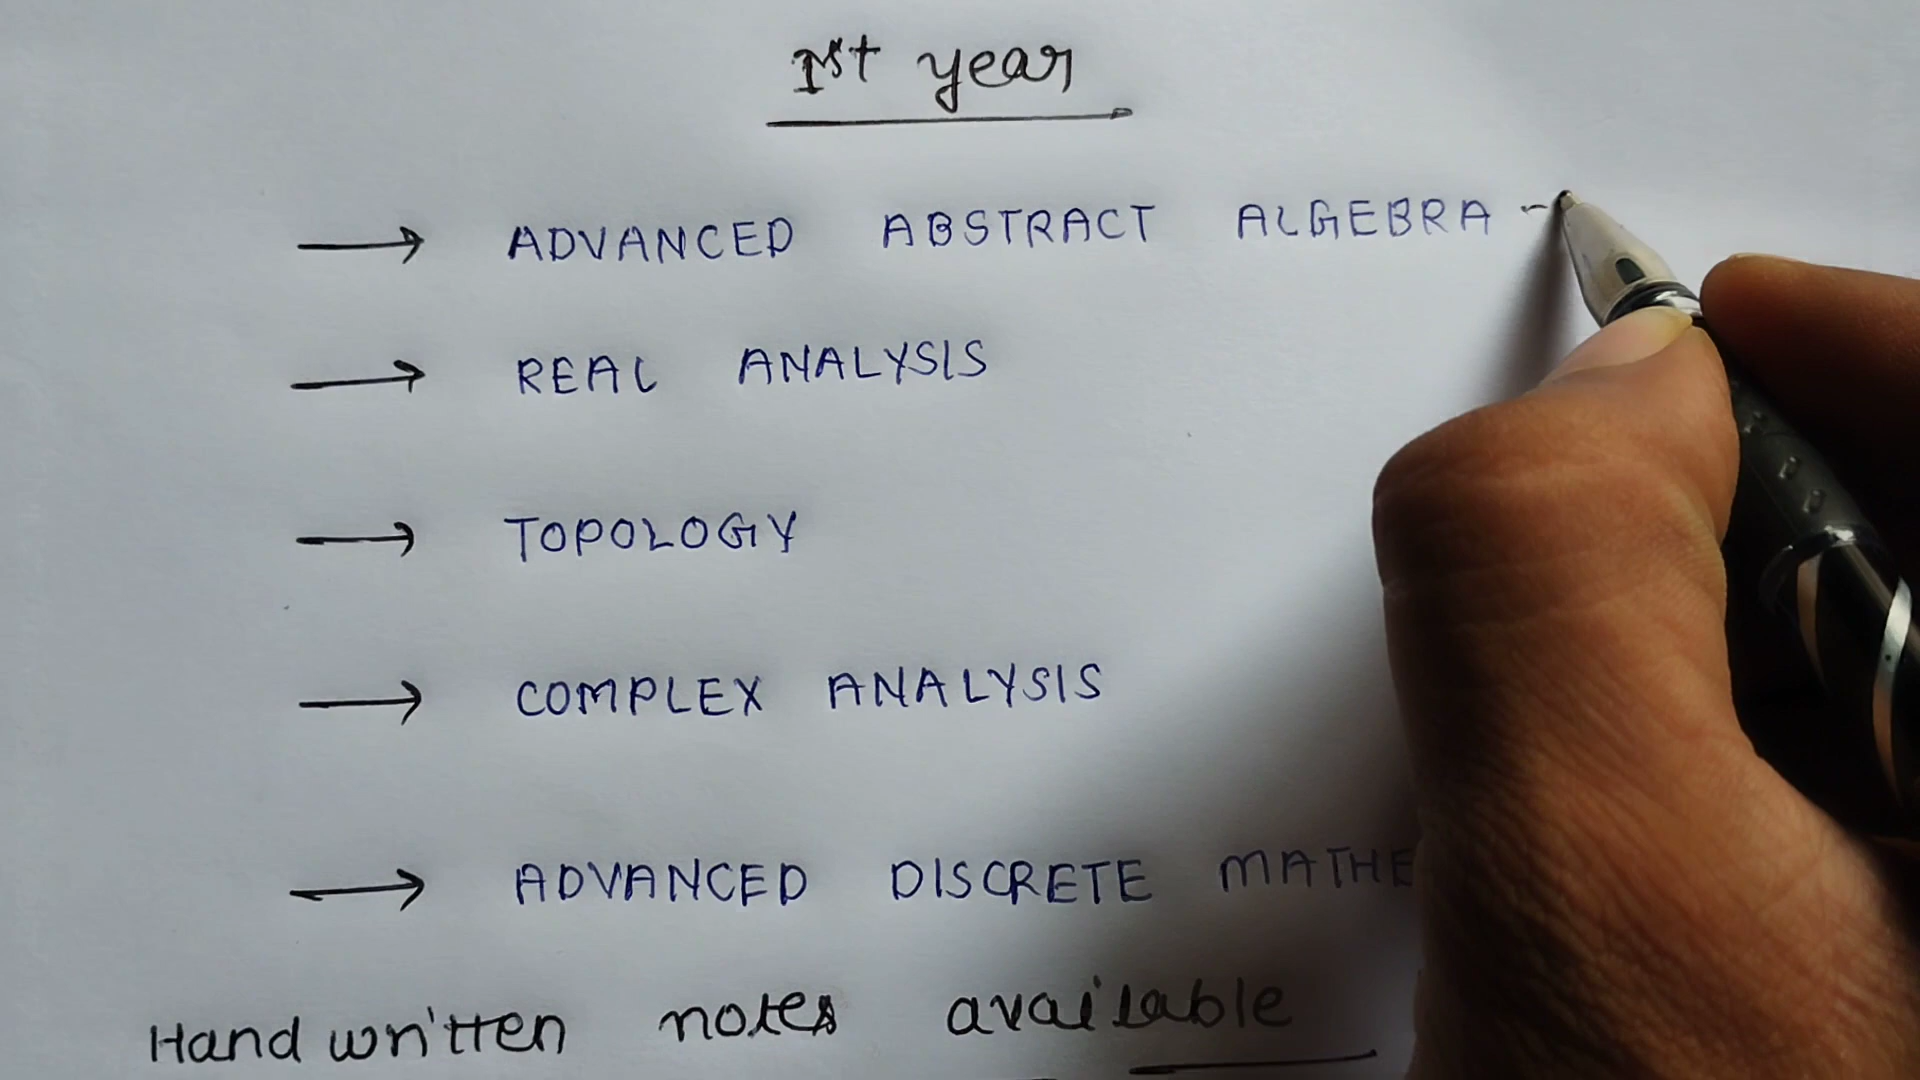 1st year
→ ADVANCED ABSTRACT ALGEBRA -
→ REAL ANALYSIS
→ TOPOLOGY
→ COMPLEX ANALYSIS
→ ADVANCED DISCRETE MATHE
Hand written notes available